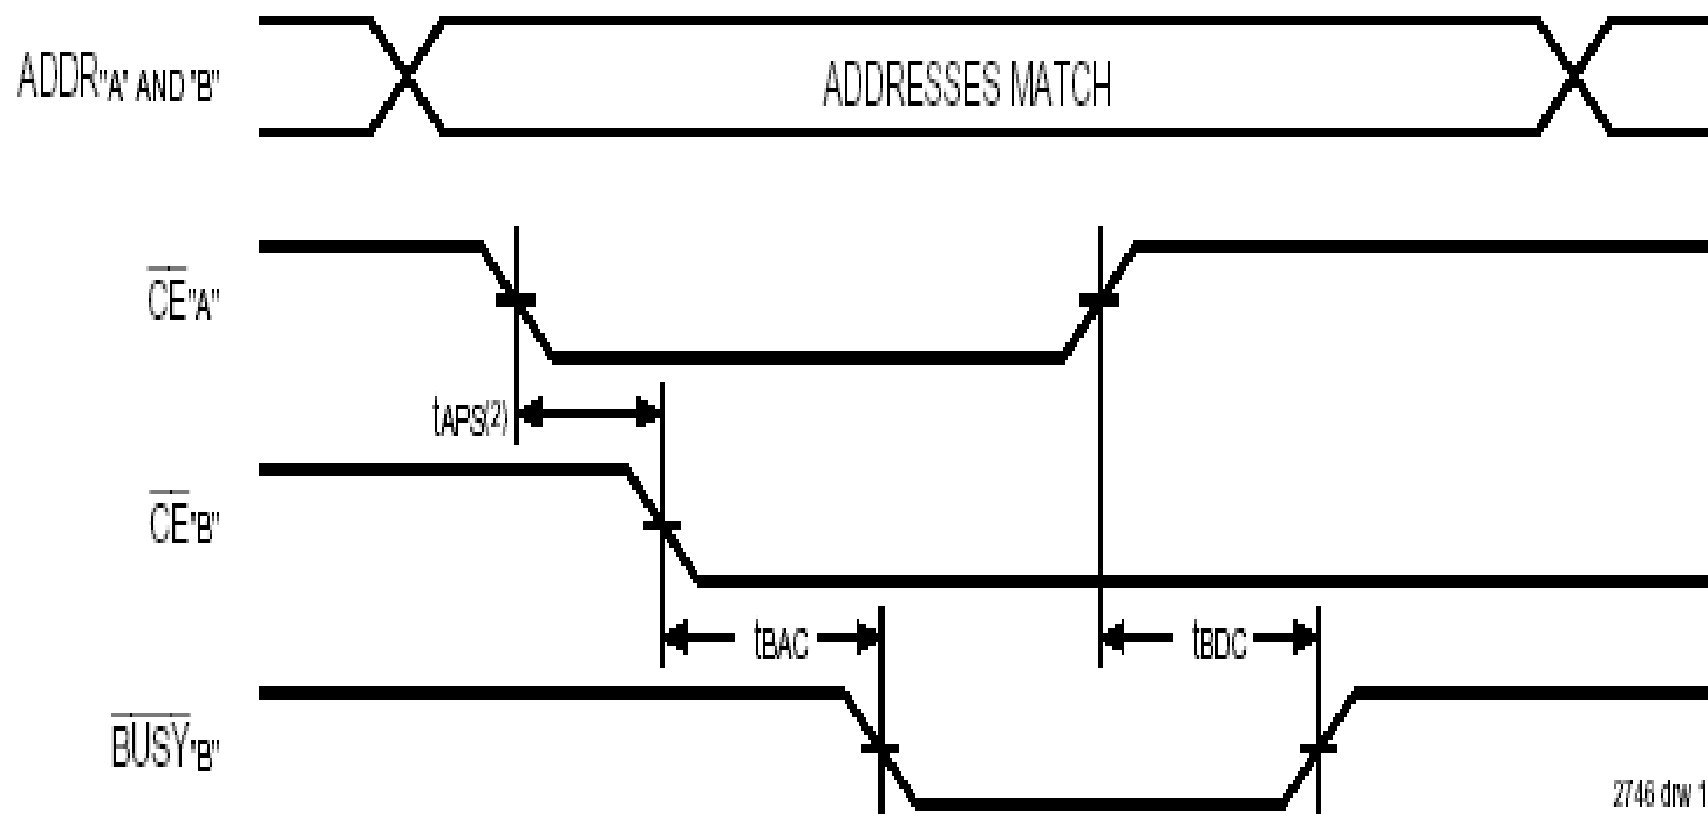 ADDR"A" AND "B"
ADDRESSES MATCH
CE"A"
tAPS(2)
CE"B"
tBAC
tBDC
BUSY"B"
2746 drw 1